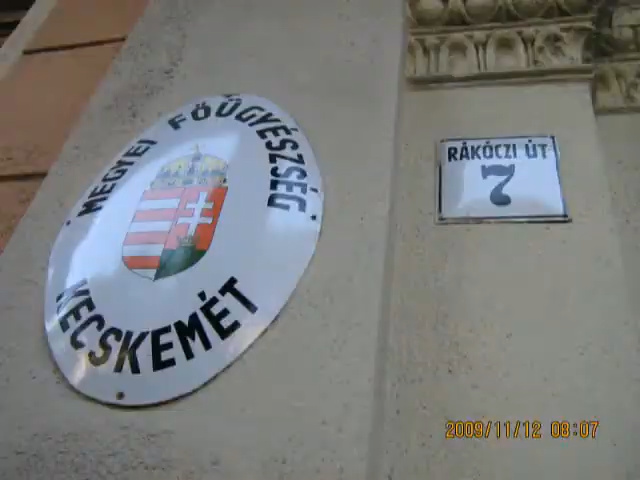 MEGYEI FŐÜGYÉSZSÉG
KECSKEMÉT
RÁKÓCZI ÚT
7
2009/11/12 08:07